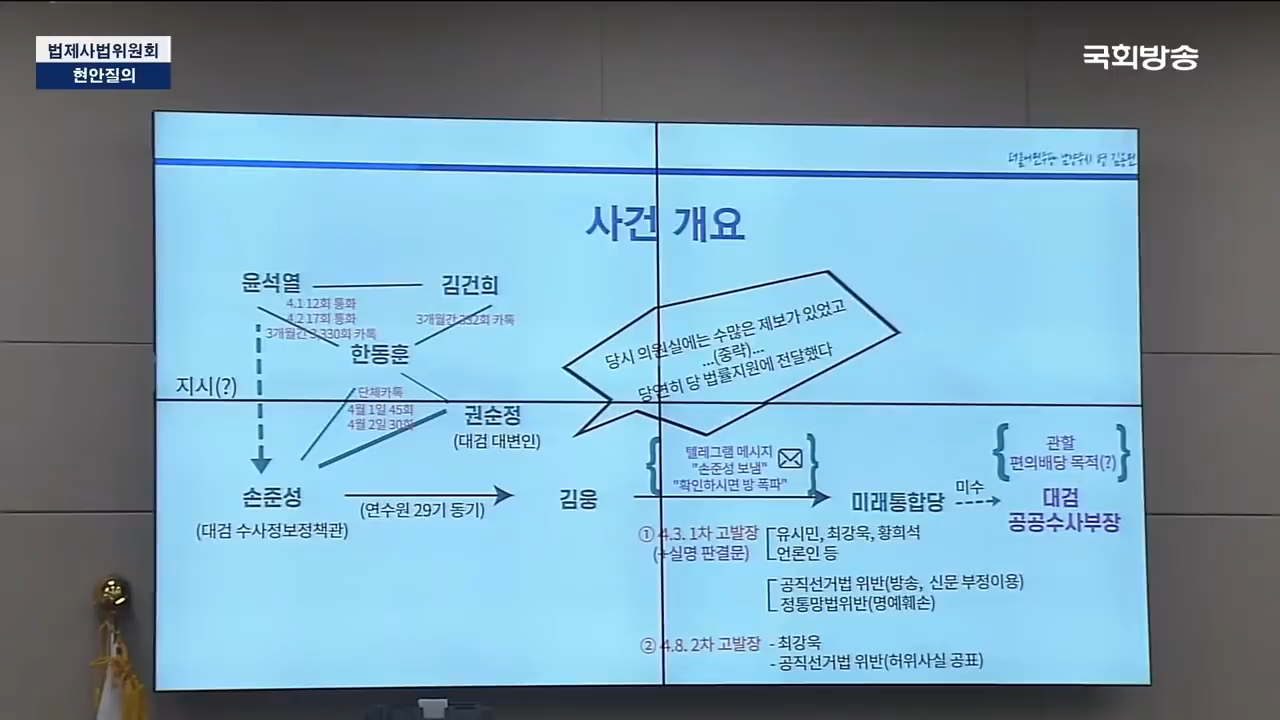 법제사법위원회
현안질의
국회방송
사건 개요
윤석열
김건희
4.1 12회 통화
4.2 17회 통화
3개월간 3,330회 카톡
3개월간 332회 카톡
한동훈
지시(?)
단체카톡
4월 1일 45회
4월 2일 30회
권순정
(대검 대변인)
당시 의원실에는 수많은 제보가 있었고
...(중략)...
당연히 당 법률지원에 전달했다
손준성
(대검 수사정보정책관)
(연수원 29기 동기)
김웅
텔레그램 메시지
"손준성 보냄"
"확인하시면 방 폭파"
미래통합당
미수
관할
편의배당 목적(?)
대검
공공수사부장
① 4.3. 1차 고발장
(+실명 판결문)
유시민, 최강욱, 황희석
언론인 등
공직선거법 위반(방송, 신문 부정이용)
정통망법위반(명예훼손)
② 4.8. 2차 고발장
- 최강욱
- 공직선거법 위반(허위사실 공표)